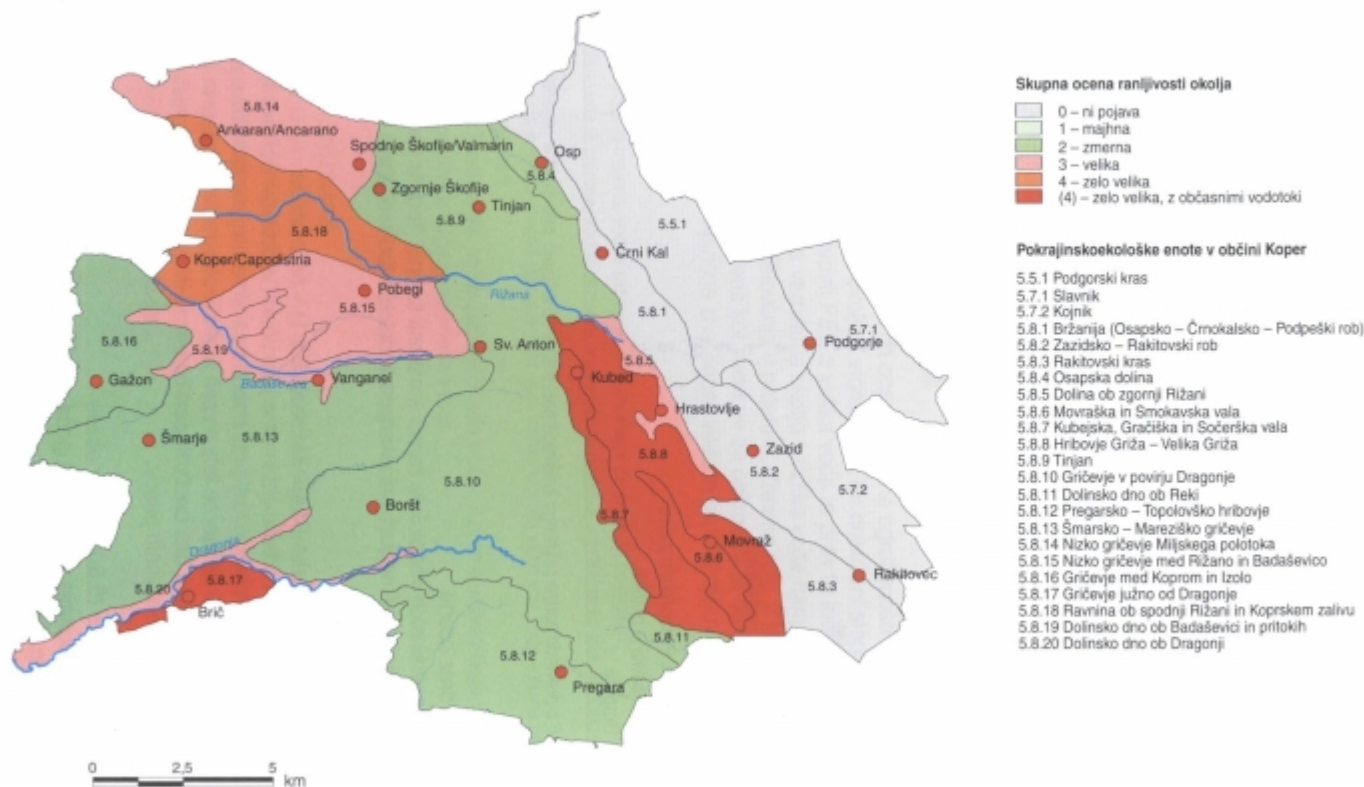 5.8.14
Ankaran/Ancarano
Spodnje Škofije/Valmarin
Osp
5.8.4
Zgornje Škofije
Tinjan
5.8.9
5.5.1
5.8.18
Črni Kal
Koper/Capodistria
Pobegi
5.8.15
Rižana
5.8.1
5.7.1
5.8.16
5.8.19
Sv. Anton
Podgorje
5.8.5
Gažon
Badaševica
Vanganel
Kubed
Hrastovlje
Šmarje
5.8.13
5.8.8
Zazid
5.8.2
5.8.10
5.7.2
Boršt
5.8.7
Dragonja
Movraž
5.8.6
5.8.20
5.8.17
Brič
5.8.3
Rakitovec
5.8.11
5.8.12
Pregara
0 2,5 5
km
Skupna ocena ranljivosti okolja
0 – ni pojava
1 – majhna
2 – zmerna
3 – velika
4 – zelo velika
(4) – zelo velika, z občasnimi vodotoki
Pokrajinskoekološke enote v občini Koper
5.5.1 Podgorski kras
5.7.1 Slavnik
5.7.2 Kojnik
5.8.1 Bržanija (Osapsko – Črnokalsko – Podpeški rob)
5.8.2 Zazidsko – Rakitovski rob
5.8.3 Rakitovski kras
5.8.4 Osapska dolina
5.8.5 Dolina ob zgornji Rižani
5.8.6 Movraška in Smokavska vala
5.8.7 Kubejska, Gračiška in Sočerška vala
5.8.8 Hribovje Griža – Velika Griža
5.8.9 Tinjan
5.8.10 Gričevje v povirju Dragonje
5.8.11 Dolinsko dno ob Reki
5.8.12 Pregarsko – Topolovško hribovje
5.8.13 Šmarsko – Mareziško gričevje
5.8.14 Nizko gričevje Miljskega polotoka
5.8.15 Nizko gričevje med Rižano in Badaševico
5.8.16 Gričevje med Koprom in Izolo
5.8.17 Gričevje južno od Dragonje
5.8.18 Ravnina ob spodnji Rižani in Koprskem zalivu
5.8.19 Dolinsko dno ob Badaševici in pritokih
5.8.20 Dolinsko dno ob Dragonji